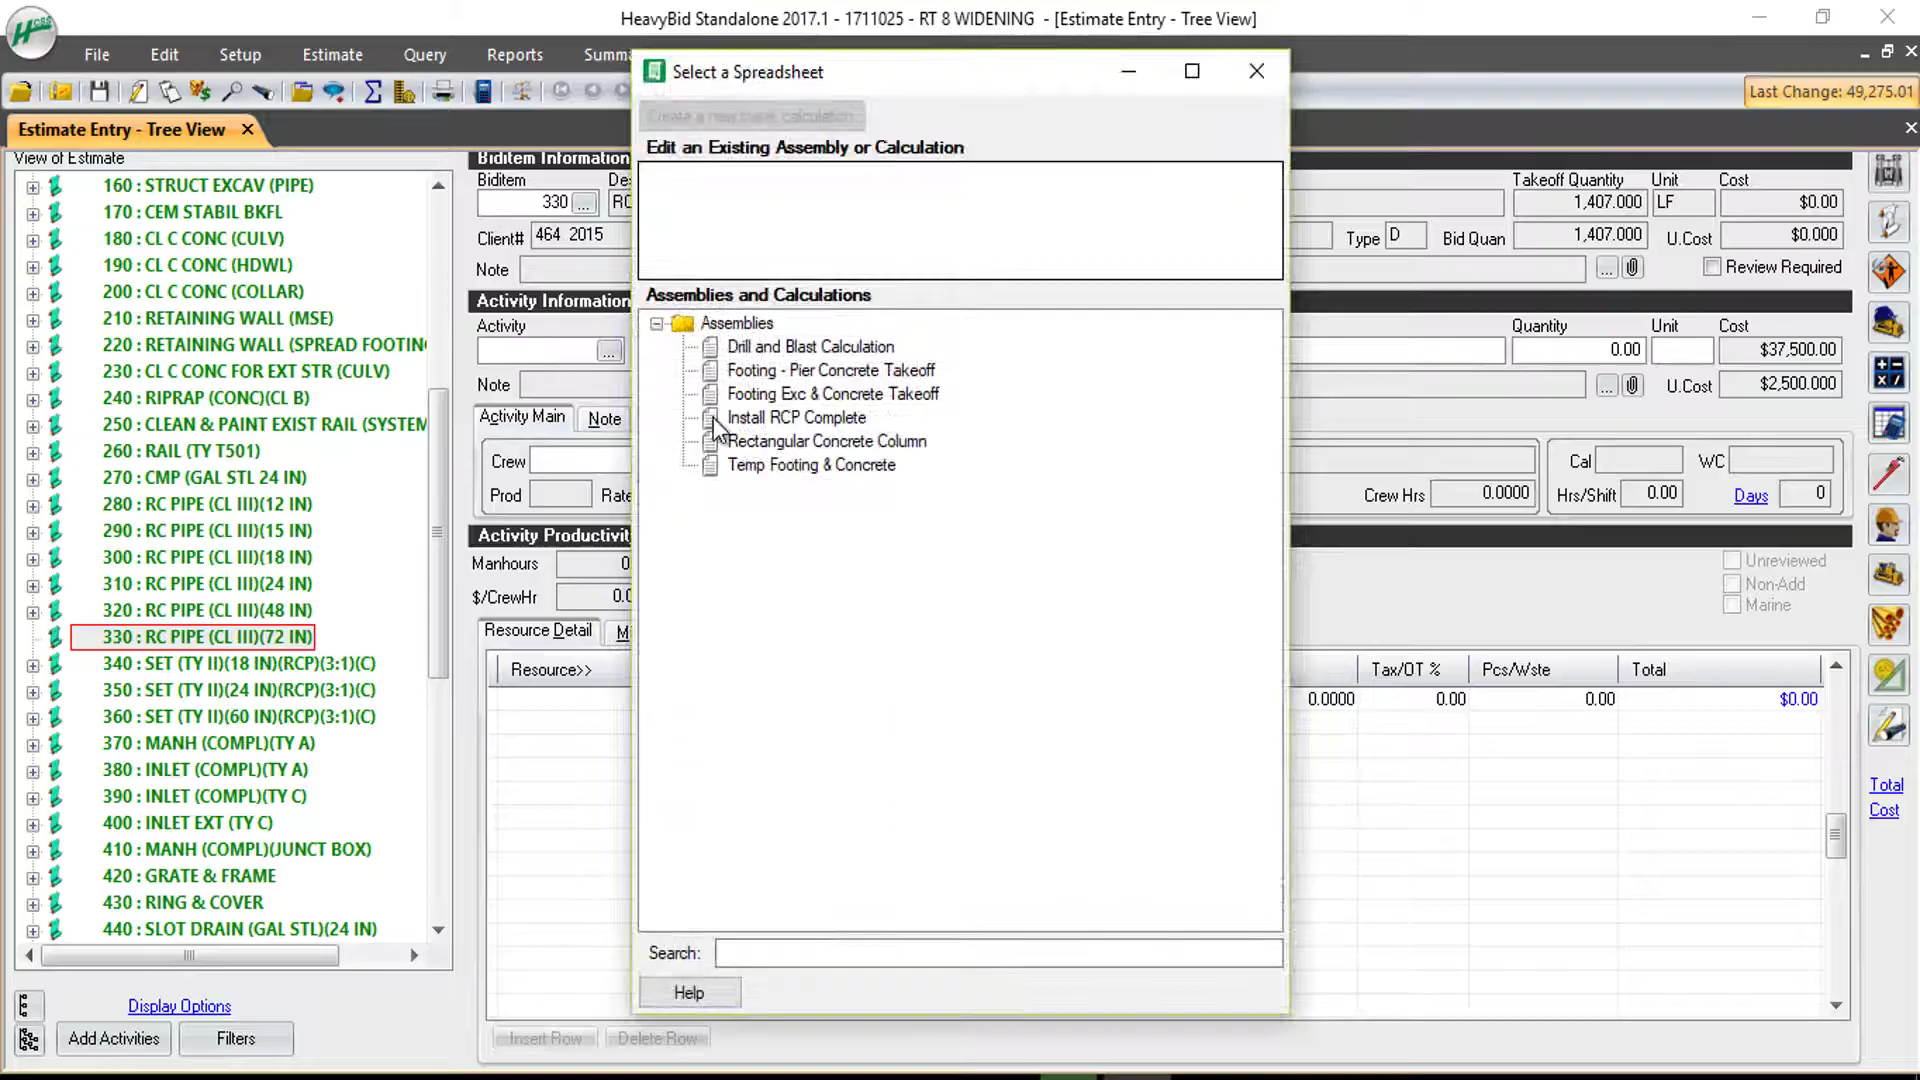 HeavyBid Standalone 2017.1 - 1711025 - RT 8 WIDENING - [Estimate Entry - Tree View]
File Edit Setup Estimate Query Reports Summa
Last Change: 49,275.01
Estimate Entry - Tree View
View of Estimate
160 : STRUCT EXCAV (PIPE)
170 : CEM STABIL BKFL
180 : CL C CONC (CULV)
190 : CL C CONC (HDWL)
200 : CL C CONC (COLLAR)
210 : RETAINING WALL (MSE)
220 : RETAINING WALL (SPREAD FOOTIN
230 : CL C CONC FOR EXT STR (CULV)
240 : RIPRAP (CONC)(CL B)
250 : CLEAN & PAINT EXIST RAIL (SYSTEM
260 : RAIL (TY T501)
270 : CMP (GAL STL 24 IN)
280 : RC PIPE (CL III)(12 IN)
290 : RC PIPE (CL III)(15 IN)
300 : RC PIPE (CL III)(18 IN)
310 : RC PIPE (CL III)(24 IN)
320 : RC PIPE (CL III)(48 IN)
330 : RC PIPE (CL III)(72 IN)
340 : SET (TY II)(18 IN)(RCP)(3:1)(C)
350 : SET (TY II)(24 IN)(RCP)(3:1)(C)
360 : SET (TY II)(60 IN)(RCP)(3:1)(C)
370 : MANH (COMPL)(TY A)
380 : INLET (COMPL)(TY A)
390 : INLET (COMPL)(TY C)
400 : INLET EXT (TY C)
410 : MANH (COMPL)(JUNCT BOX)
420 : GRATE & FRAME
430 : RING & COVER
440 : SLOT DRAIN (GAL STL)(24 IN)
Display Options
Add Activities Filters
Biditem Information
Biditem De
330 ... RC
Client# 464 2015
Note
Activity Information
Activity
...
Note
Activity Main Note
Crew
Prod Rate
Activity Productivit
Manhours 0
$/CrewHr 0.0
Resource Detail M
Resource>>
Insert Row Delete Row
Select a Spreadsheet
Create a new blank calculation
Edit an Existing Assembly or Calculation
Assemblies and Calculations
Assemblies
Drill and Blast Calculation
Footing - Pier Concrete Takeoff
Footing Exc & Concrete Takeoff
Install RCP Complete
Rectangular Concrete Column
Temp Footing & Concrete
Search:
Help
Takeoff Quantity Unit Cost
1,407.000 LF $0.00
Type D Bid Quan 1,407.000 U.Cost $0.000
... Review Required
Quantity Unit Cost
0.00 $37,500.00
... U.Cost $2,500.000
Cal WC
Crew Hrs 0.0000 Hrs/Shift 0.00 Days 0
Unreviewed
Non-Add
Marine
Tax/OT % Pcs/Wste Total
0.0000 0.00 0.00 $0.00
Total
Cost